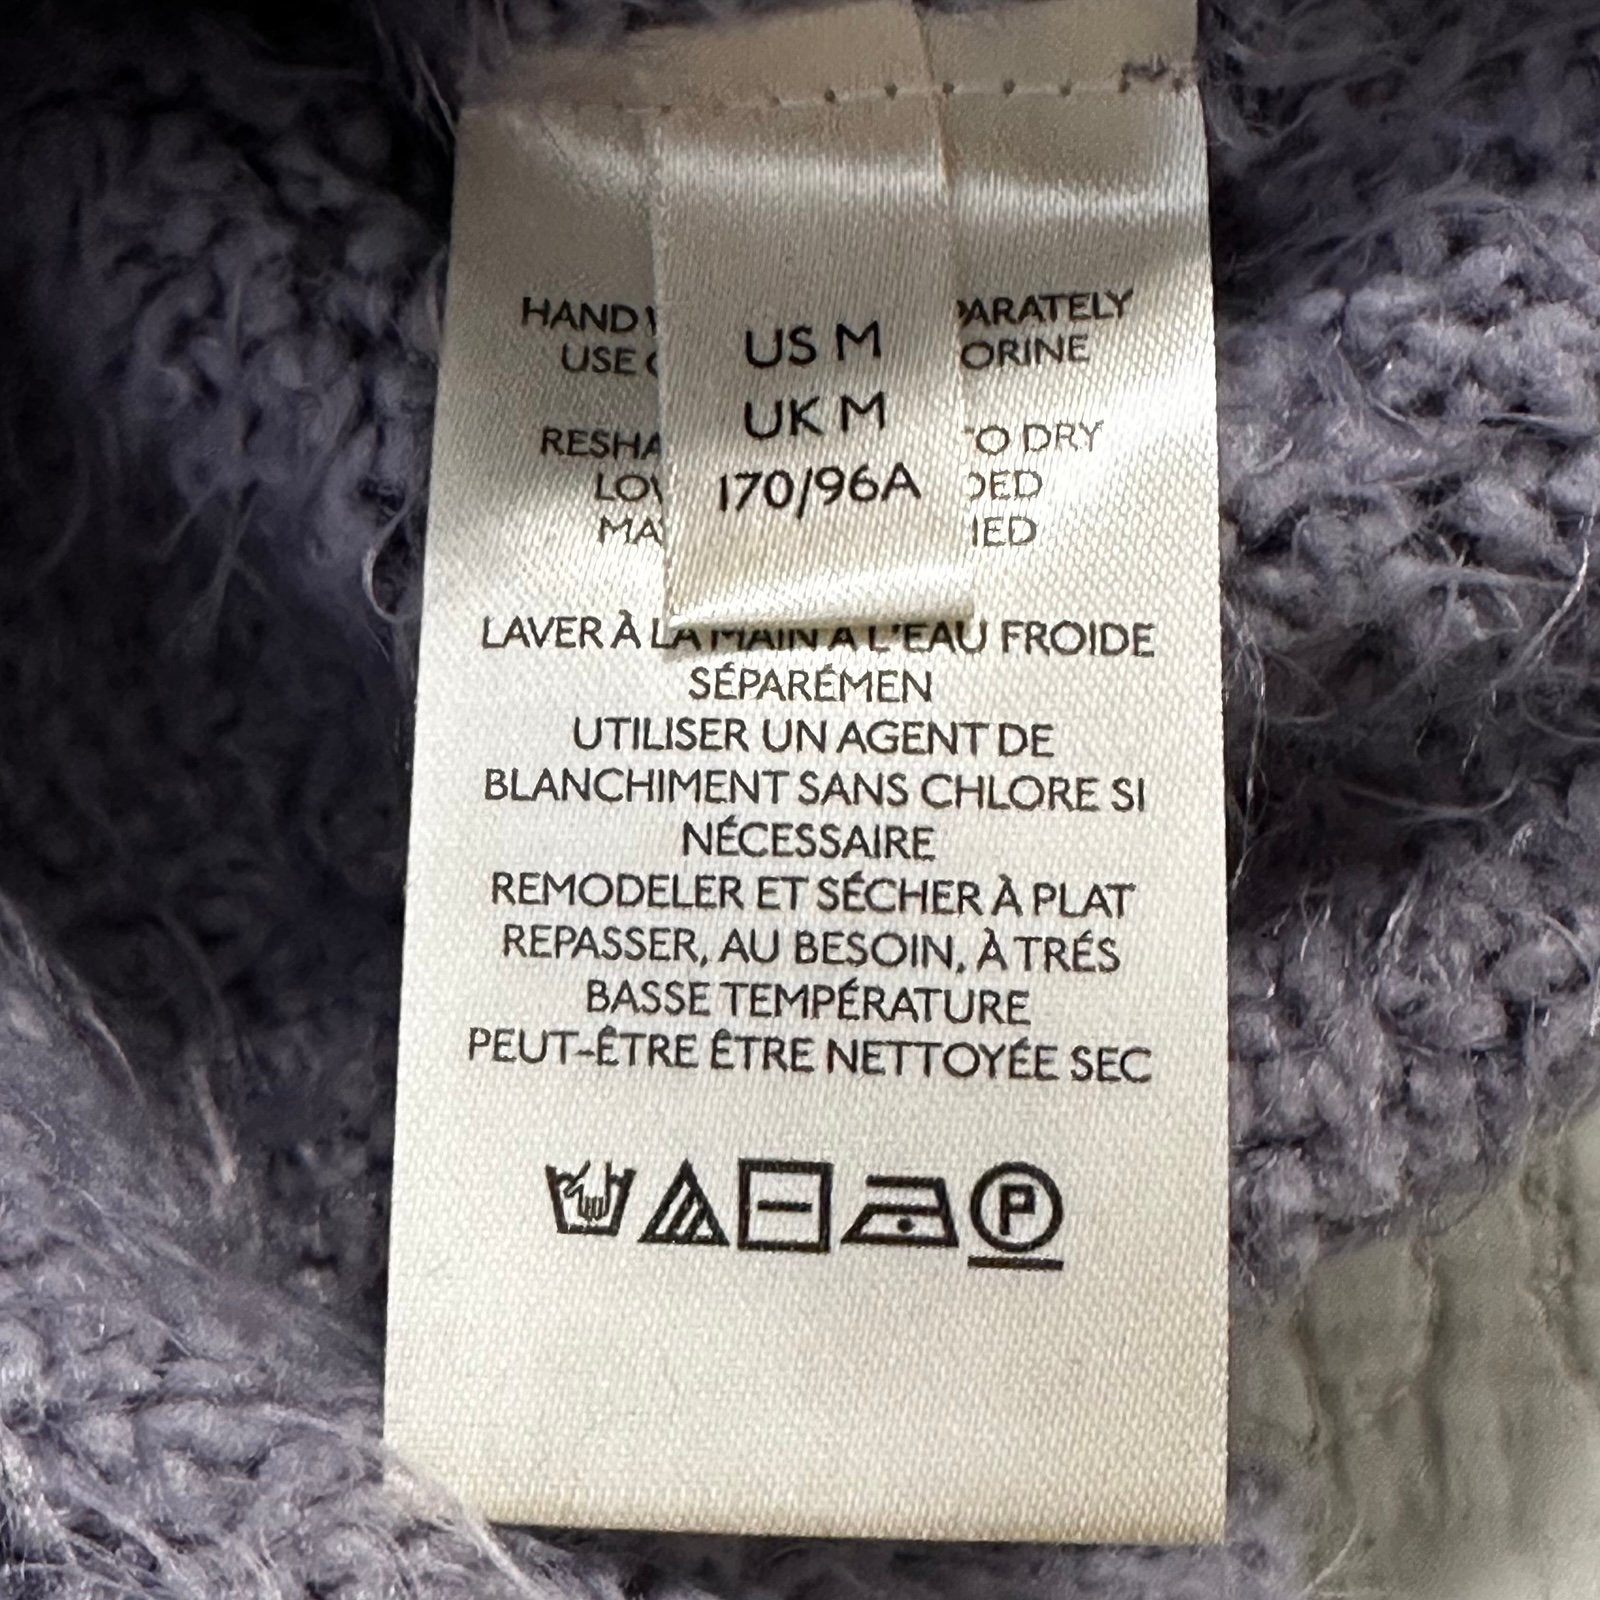 US M
UK M
170/96A
HAND ARATELY
USE ORINE
RESHA O DRY
LO DED
MA IED
LAVER À LA MAIN À L'EAU FROIDE
SÉPARÉMEN
UTILISER UN AGENT DE
BLANCHIMENT SANS CHLORE SI
NÉCESSAIRE
REMODELER ET SÉCHER À PLAT
REPASSER, AU BESOIN, À TRÉS
BASSE TEMPÉRATURE
PEUT-ÊTRE ÊTRE NETTOYÉE SEC
P